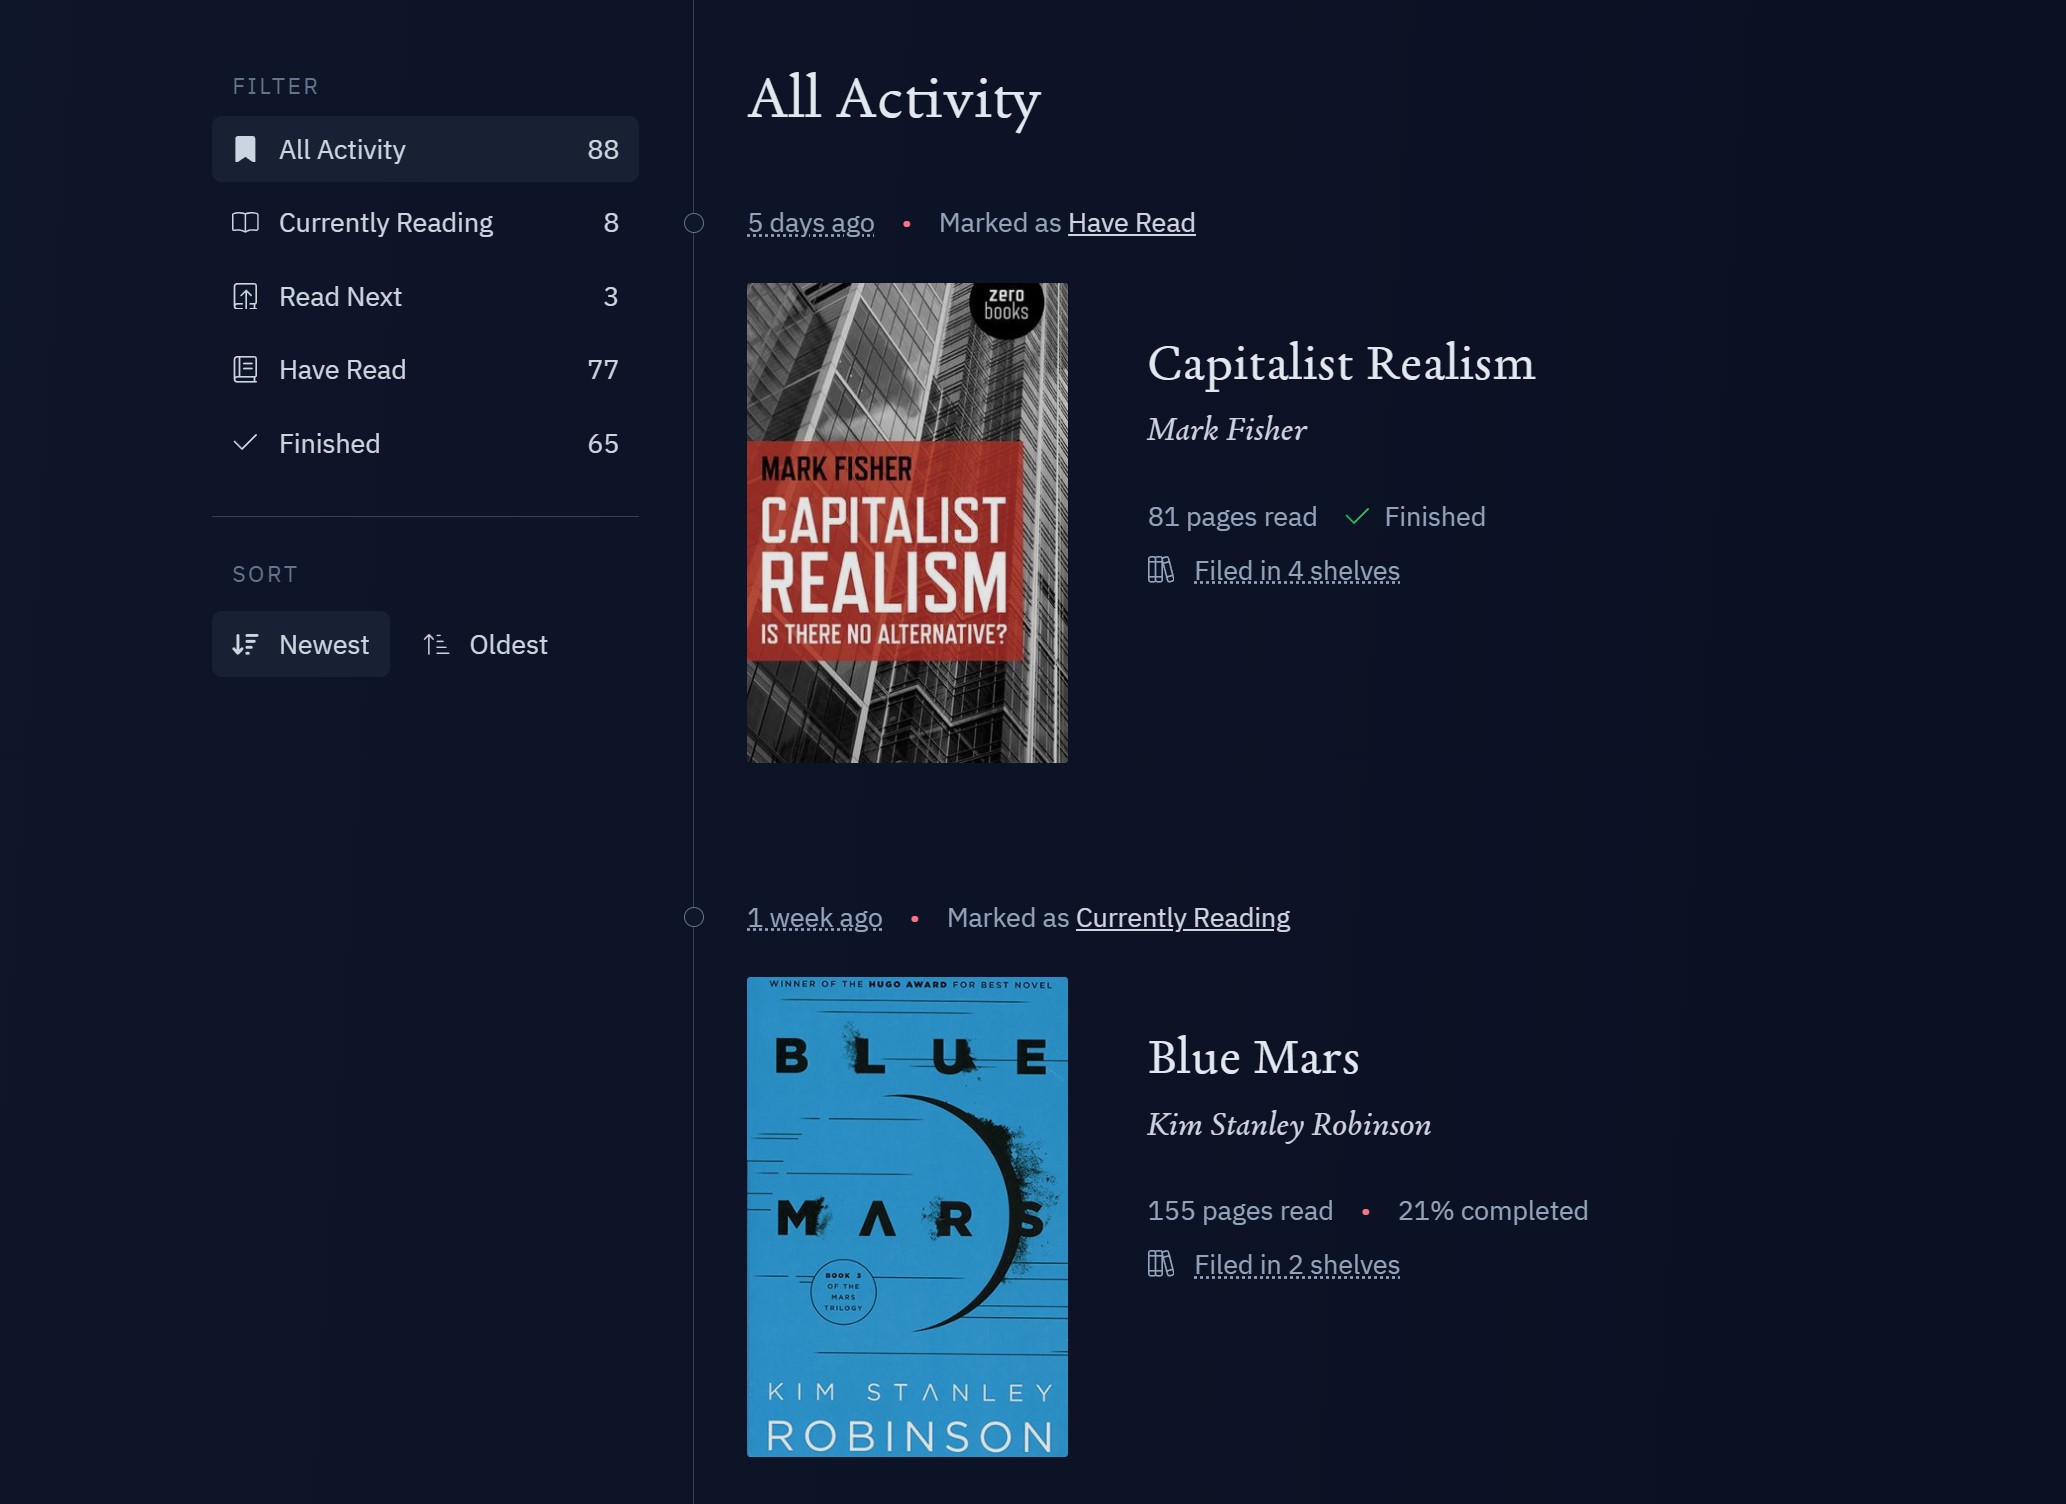 FILTER
All Activity 88
Currently Reading 8
Read Next 3
Have Read 77
Finished 65
SORT
Newest Oldest
All Activity
5 days ago • Marked as Have Read
zero
books
MARK FISHER
CAPITALIST
REALISM
IS THERE NO ALTERNATIVE?
Capitalist Realism
Mark Fisher
81 pages read Finished
Filed in 4 shelves
1 week ago • Marked as Currently Reading
WINNER OF THE HUGO AWARD FOR BEST NOVEL
BLUE
MARS
BOOK 3
OF THE
MARS
TRILOGY
KIM STANLEY
ROBINSON
Blue Mars
Kim Stanley Robinson
155 pages read • 21% completed
Filed in 2 shelves